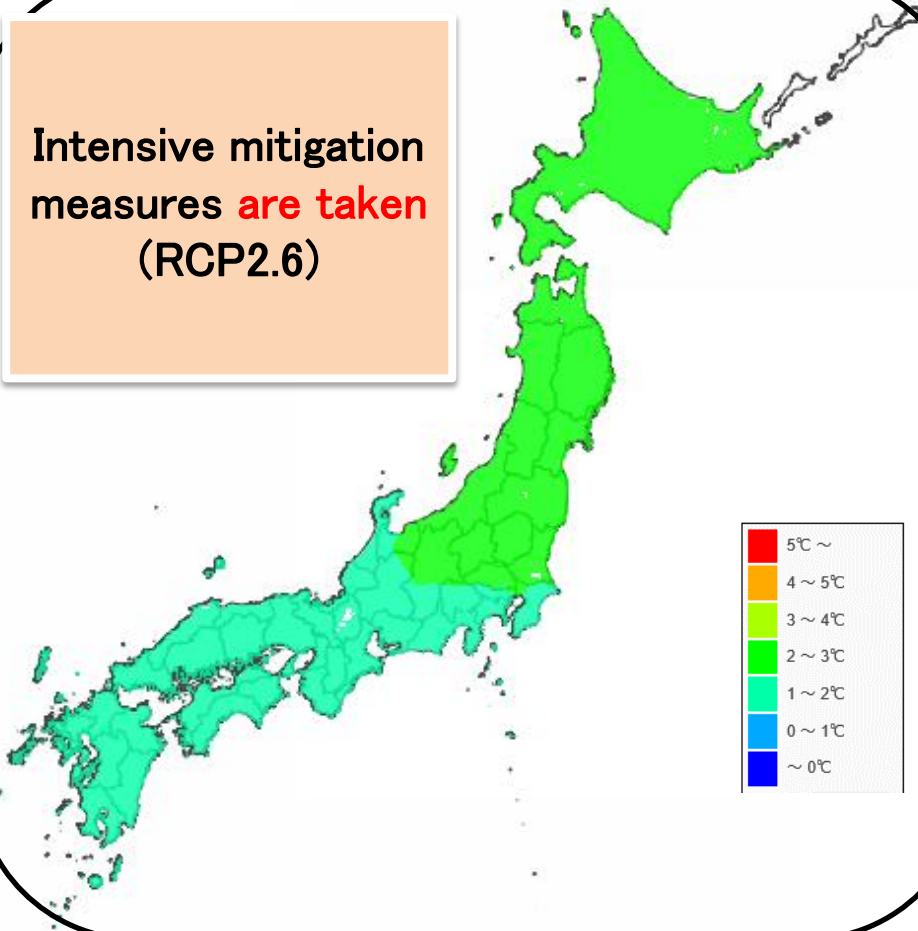 Intensive mitigation
measures are taken
(RCP2.6)
5℃ ～
4 ～ 5℃
3 ～ 4℃
2 ～ 3℃
1 ～ 2℃
0 ～ 1℃
～ 0℃